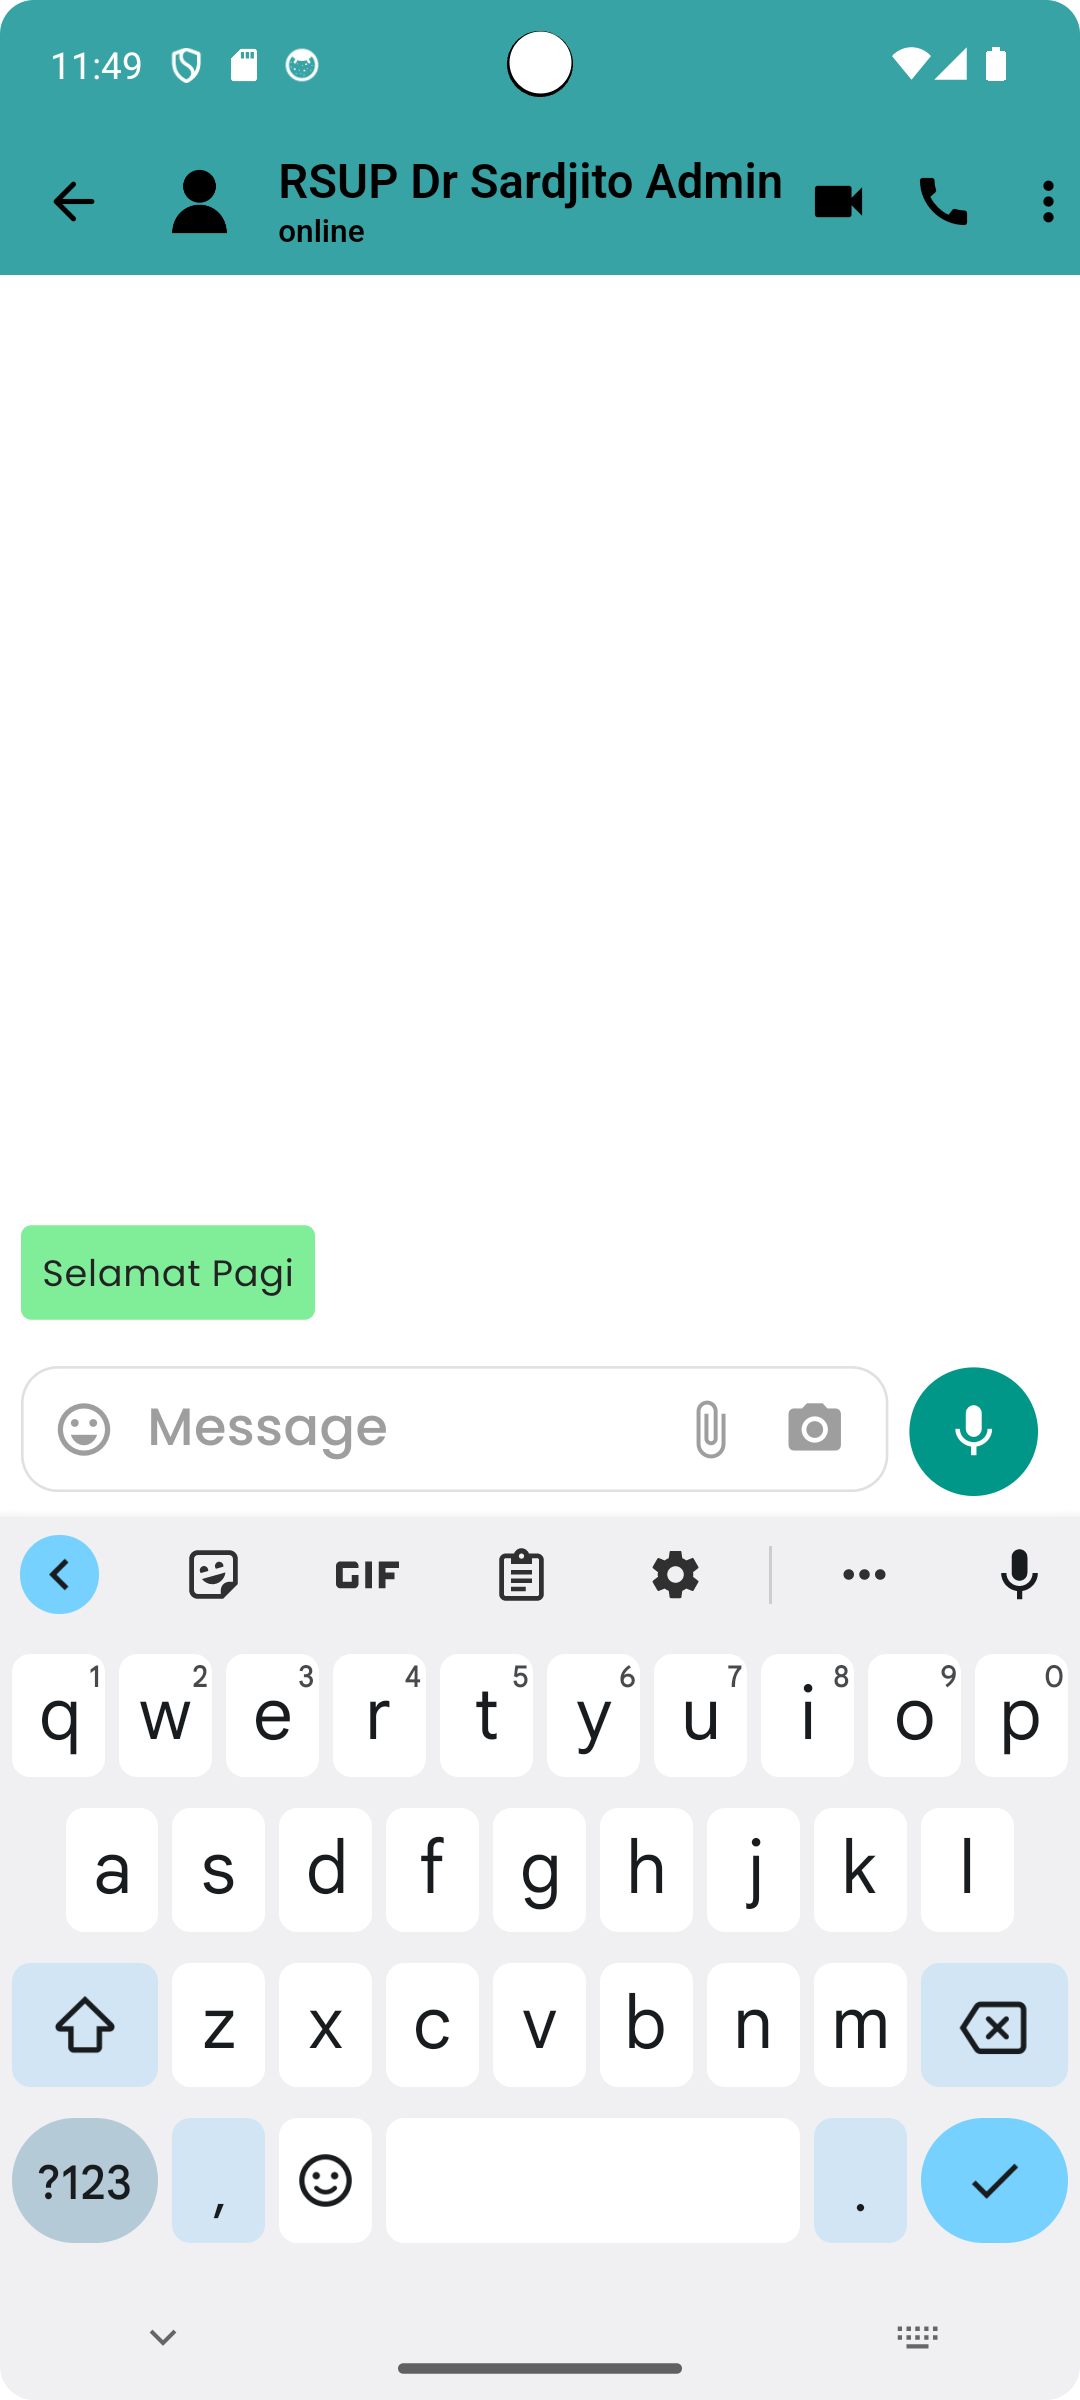 11:49
RSUP Dr Sardjito Admin
online
Selamat Pagi
Message
GIF
1 2 3 4 5 6 7 8 9 0
q w e r t y u i o p
a s d f g h j k l
z x c v b n m
?123 , .